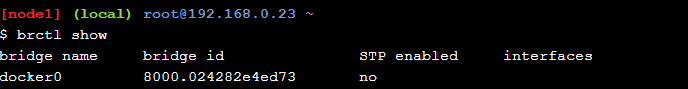 [node1] (local) root@192.168.0.23 ~
$ brctl show
bridge name     bridge id               STP enabled     interfaces
docker0         8000.024282e4ed73       no